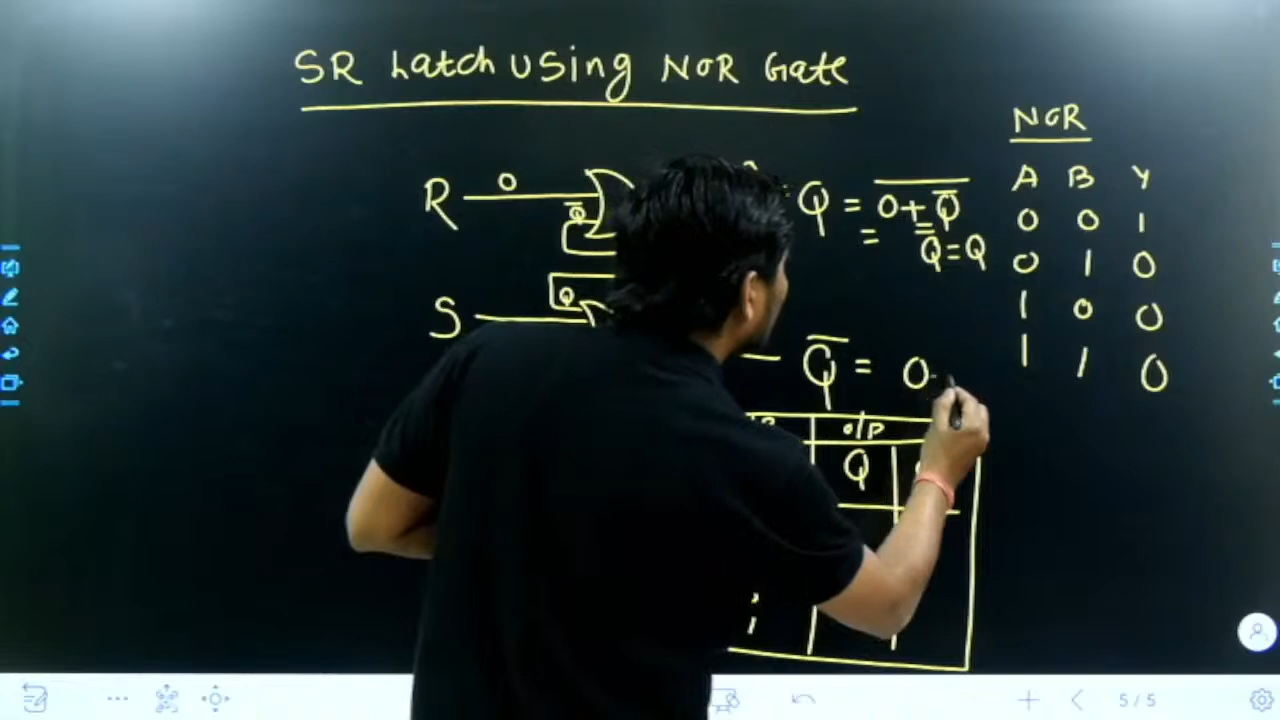 SR Latch Using NOR Gate
NOR
A B Y
0 0 1
0 1 0
1 0 0
1 1 0
R 0
Q̅
Q = \overline{0 + Q̅}
= Q̿ = Q
Q
S
Q̅ = 0
O/P
Q
5/5